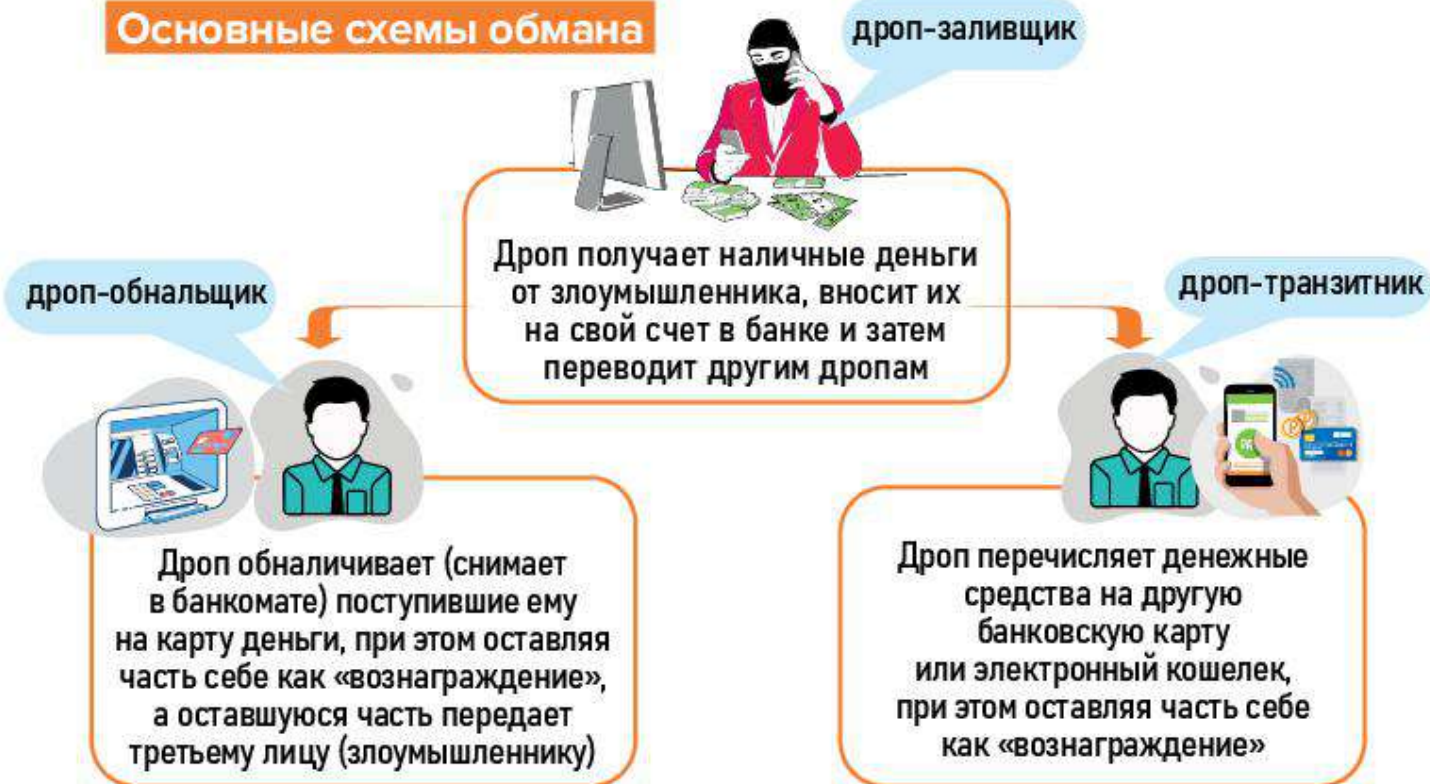 Основные схемы обмана
дроп-заливщик
Дроп получает наличные деньги
от злоумышленника, вносит их
на свой счет в банке и затем
переводит другим дропам
дроп-обнальщик
Дроп обналичивает (снимает
в банкомате) поступившие ему
на карту деньги, при этом оставляя
часть себе как «вознаграждение»,
а оставшуюся часть передает
третьему лицу (злоумышленнику)
дроп-транзитник
Дроп перечисляет денежные
средства на другую
банковскую карту
или электронный кошелек,
при этом оставляя часть себе
как «вознаграждение»